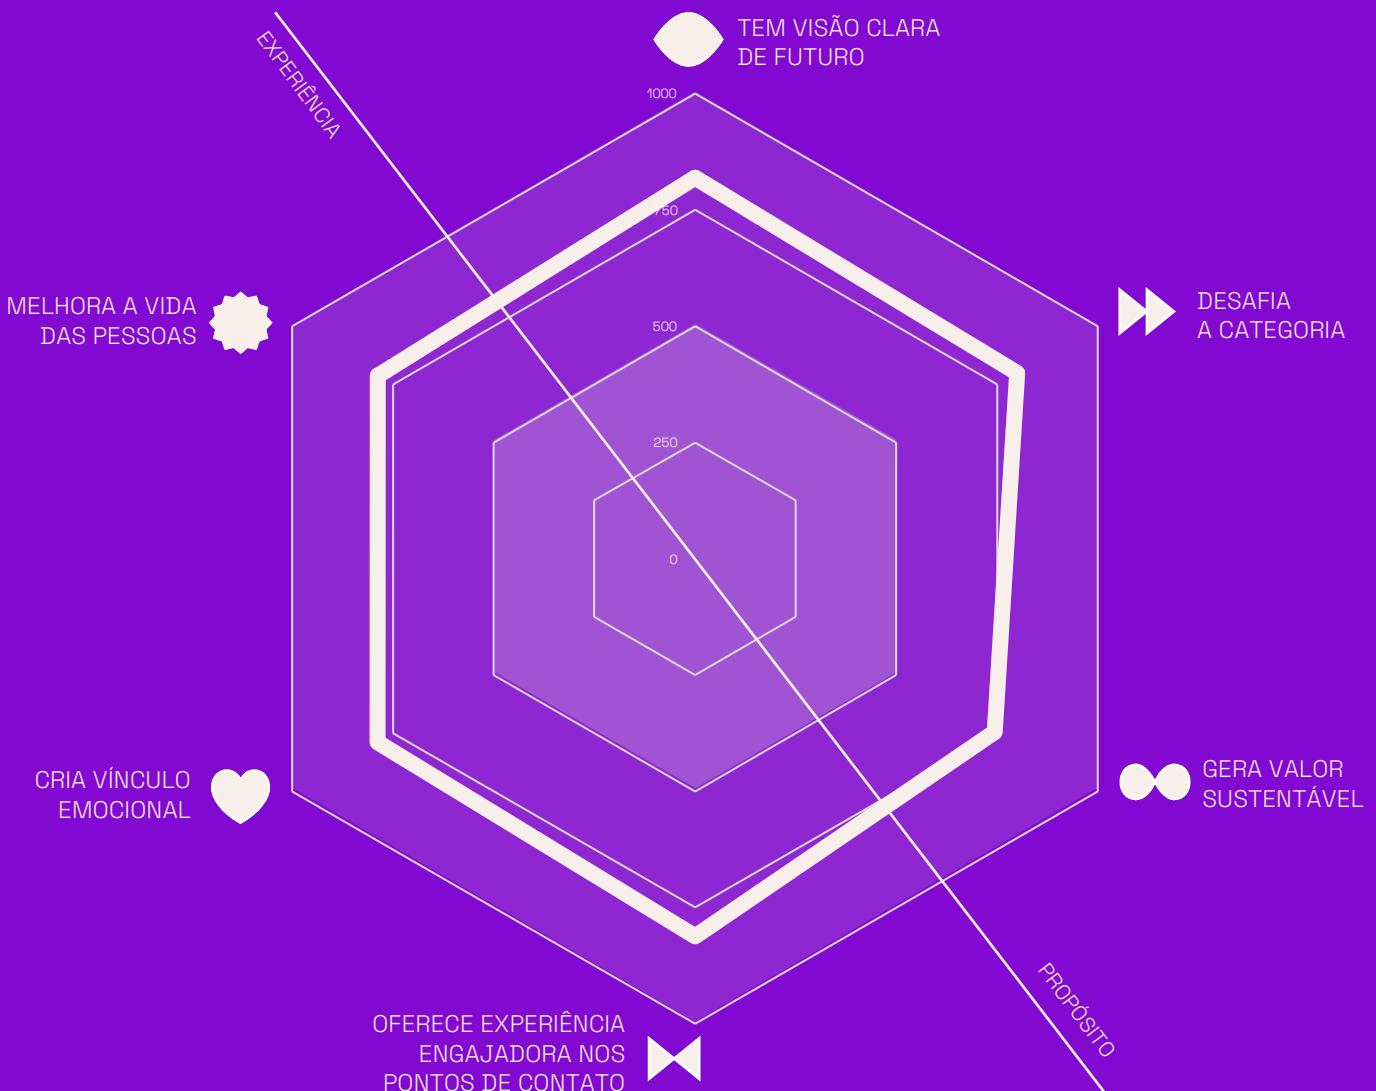 EXPERIÊNCIA
TEM VISÃO CLARA
DE FUTURO
1000
750
500
250
0
MELHORA A VIDA
DAS PESSOAS
DESAFIA
A CATEGORIA
CRIA VÍNCULO
EMOCIONAL
GERA VALOR
SUSTENTÁVEL
OFERECE EXPERIÊNCIA
ENGAJADORA NOS
PONTOS DE CONTATO
PROPÓSITO